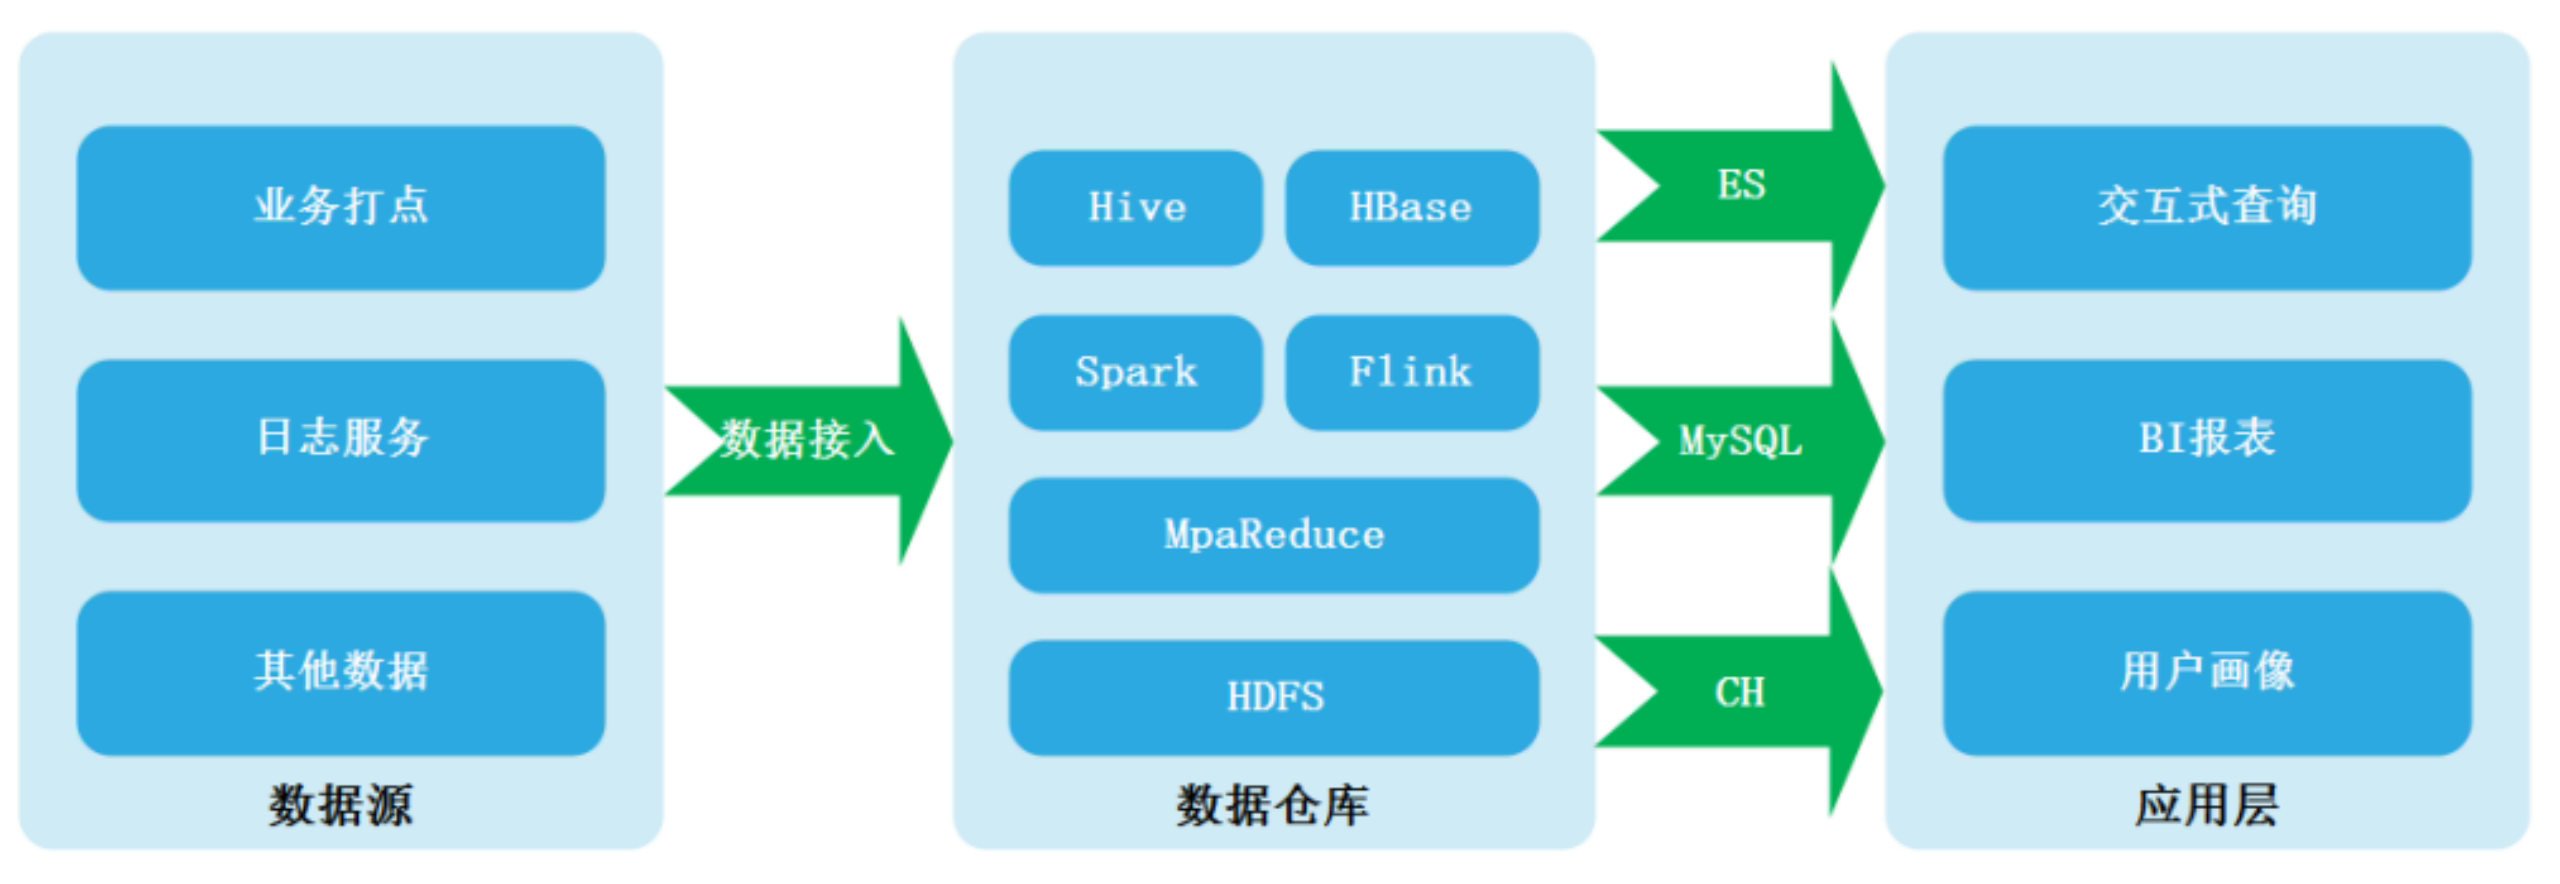 业务打点
日志服务
其他数据
数据源
数据接入
Hive
HBase
Spark
Flink
MpaReduce
HDFS
数据仓库
ES
MySQL
CH
交互式查询
BI报表
用户画像
应用层